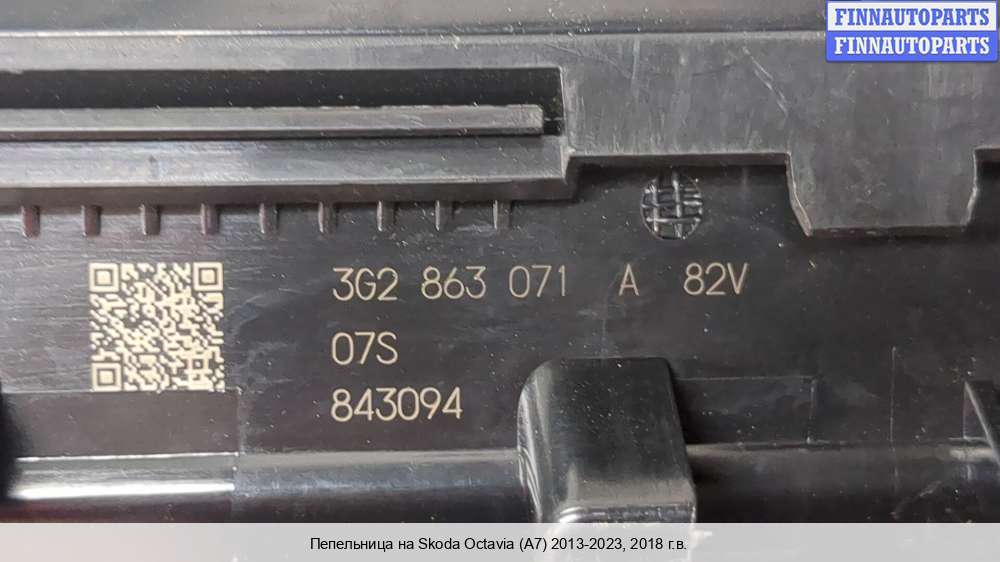 FINNAUTOPARTS
FINNAUTOPARTS
3G2 863 071 A 82V
07S
843094
Пепельница на Skoda Octavia (A7) 2013-2023, 2018 г.в.